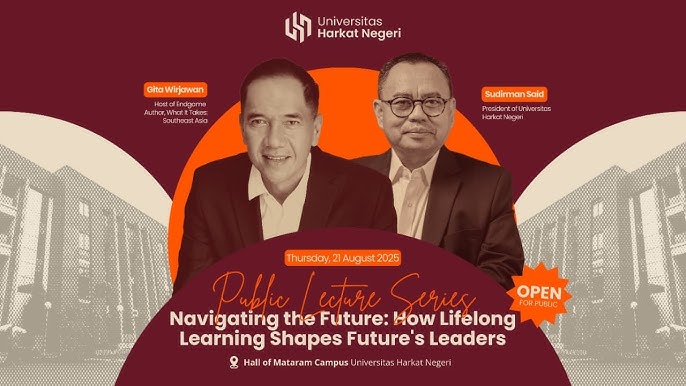 Universitas
Harkat Negeri
Gita Wirjawan
Host of Endgame
Author, What It Takes:
Southeast Asia
Sudirman Said
President of Universitas
Harkat Negeri
Thursday, 21 August 2025
Public Lecture Series
Navigating the Future: How Lifelong
Learning Shapes Future's Leaders
OPEN
FOR PUBLIC
Hall of Mataram Campus Universitas Harkat Negeri